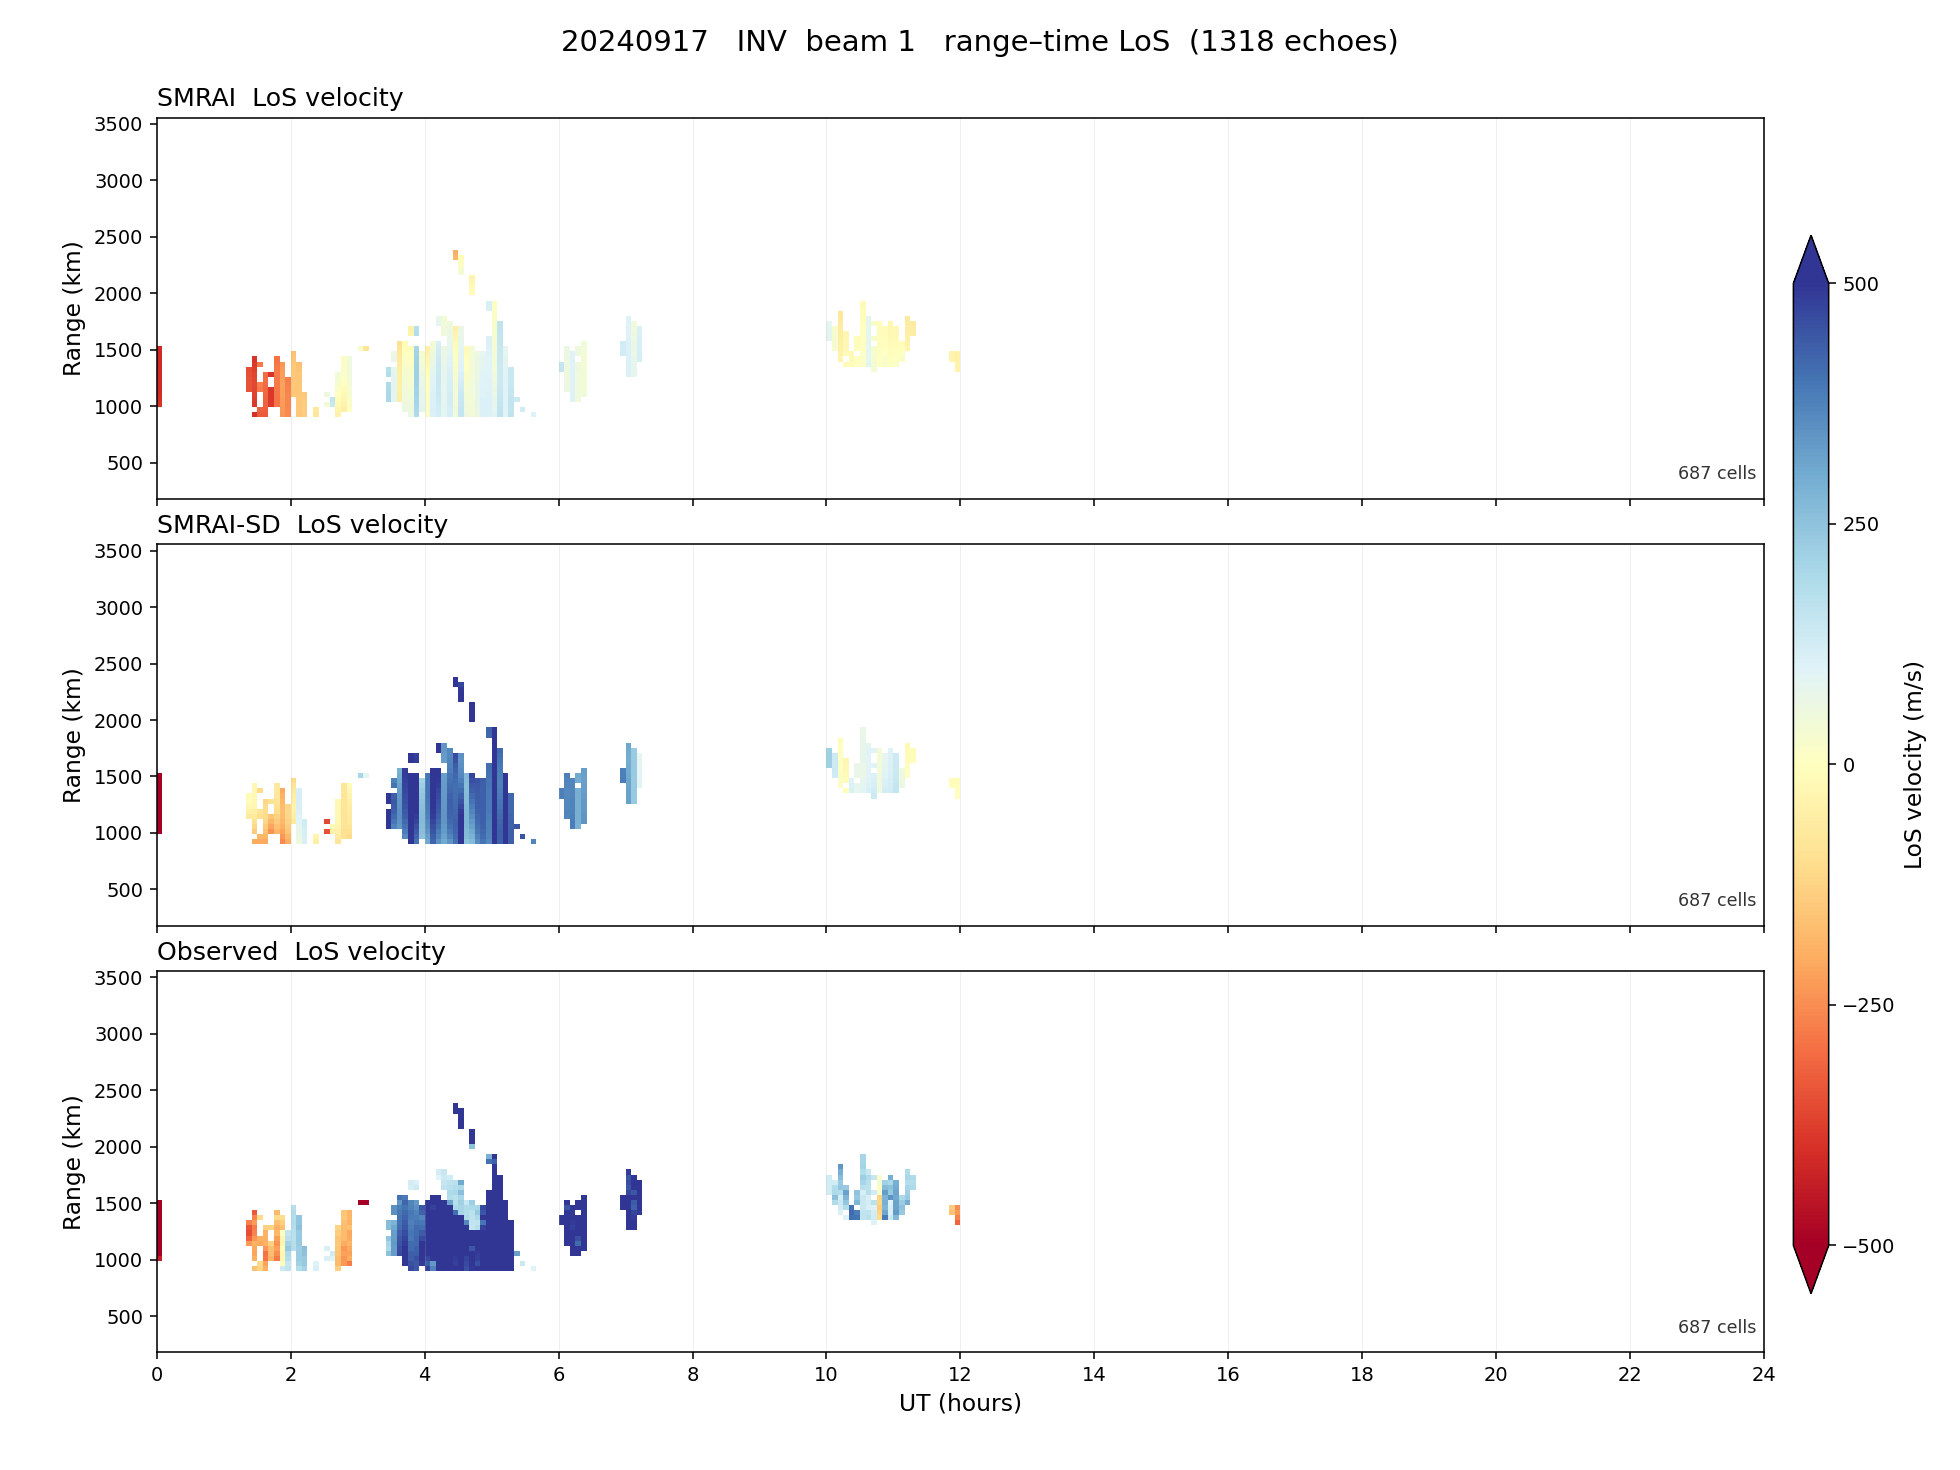 20240917   INV  beam 1   range–time LoS  (1318 echoes)
SMRAI  LoS velocity
3500
3000
2500
2000
1500
1000
500
Range (km)
687 cells
SMRAI-SD  LoS velocity
3500
3000
2500
2000
1500
1000
500
Range (km)
687 cells
Observed  LoS velocity
3500
3000
2500
2000
1500
1000
500
Range (km)
687 cells
0 2 4 6 8 10 12 14 16 18 20 22 24
UT (hours)
500
250
0
−250
−500
LoS velocity (m/s)